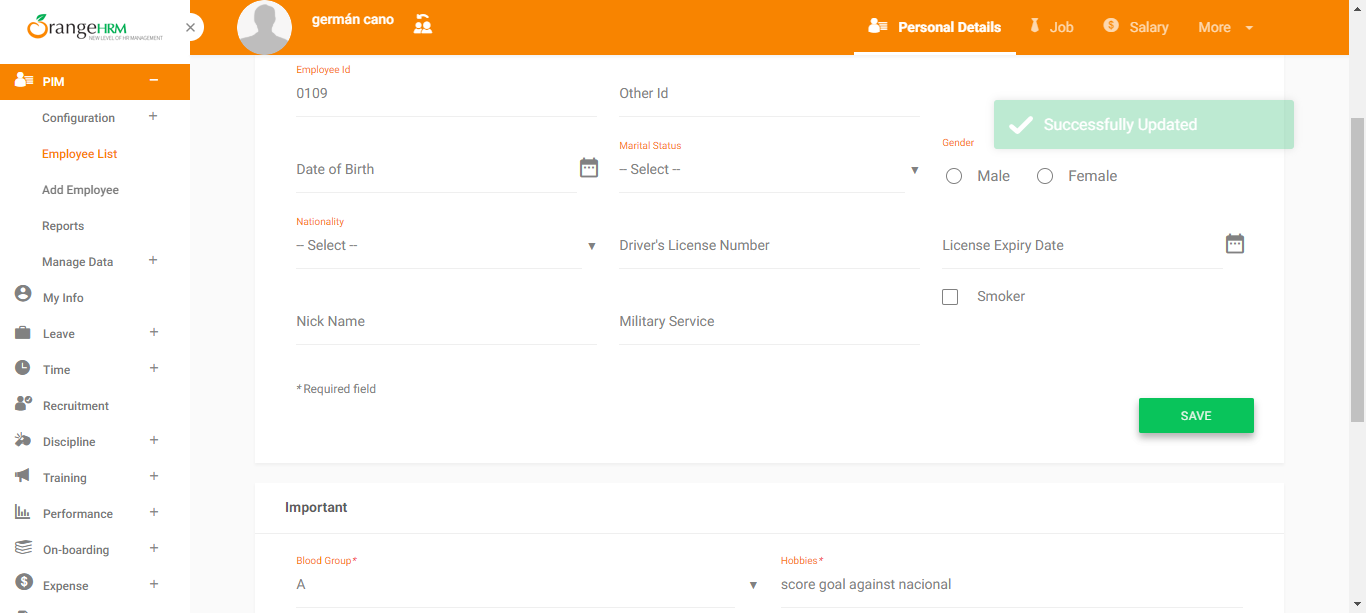 OrangeHRM
NEW LEVEL OF HR MANAGEMENT
germán cano
Personal Details
Job
Salary
More
PIM
Configuration
Employee List
Add Employee
Reports
Manage Data
My Info
Leave
Time
Recruitment
Discipline
Training
Performance
On-boarding
Expense
Employee Id
0109
Other Id
Successfully Updated
Date of Birth
Marital Status
-- Select --
Gender
Male
Female
Nationality
-- Select --
Driver's License Number
License Expiry Date
Smoker
Nick Name
Military Service
* Required field
SAVE
Important
Blood Group*
A
Hobbies*
score goal against nacional